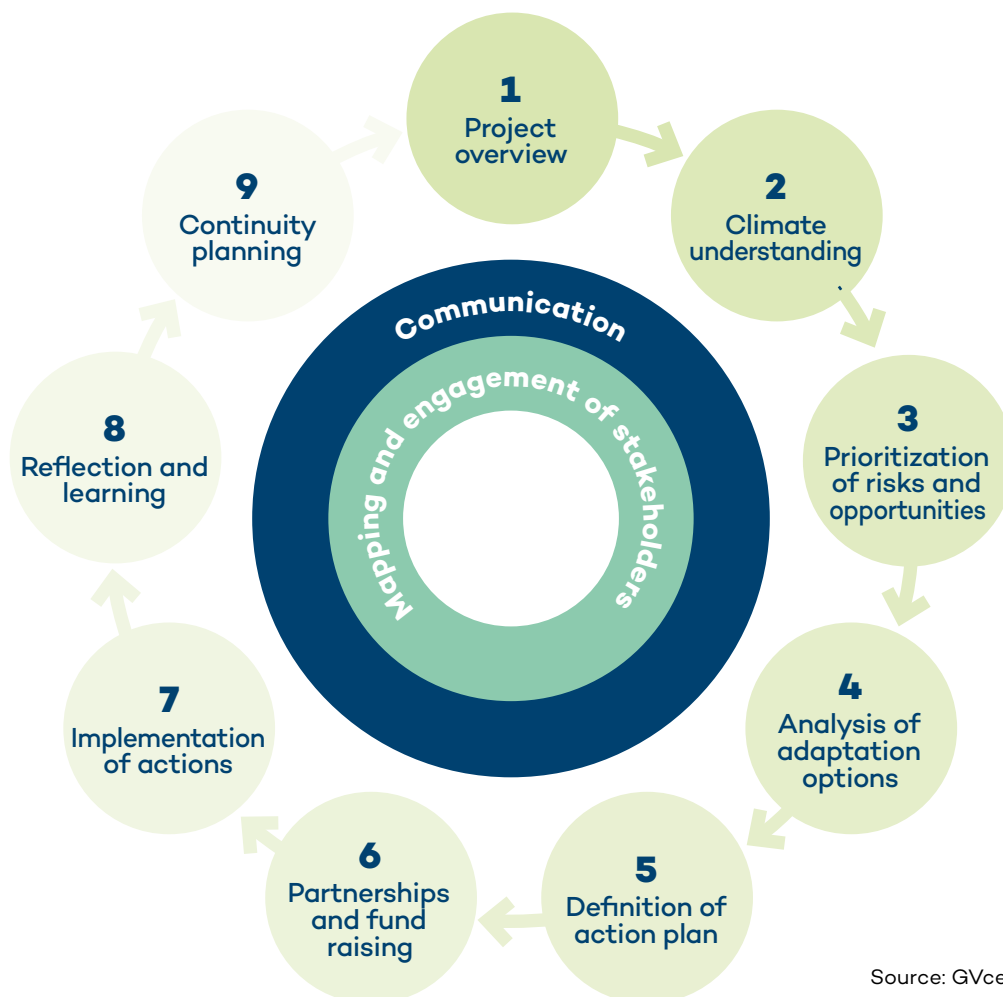 1
Project
overview
2
Climate
understanding
3
Prioritization
of risks and
opportunities
4
Analysis of
adaptation
options
5
Definition of
action plan
6
Partnerships
and fund
raising
7
Implementation
of actions
8
Reflection and
learning
9
Continuity
planning
Communication
Mapping and engagement of stakeholders
Source: GVce